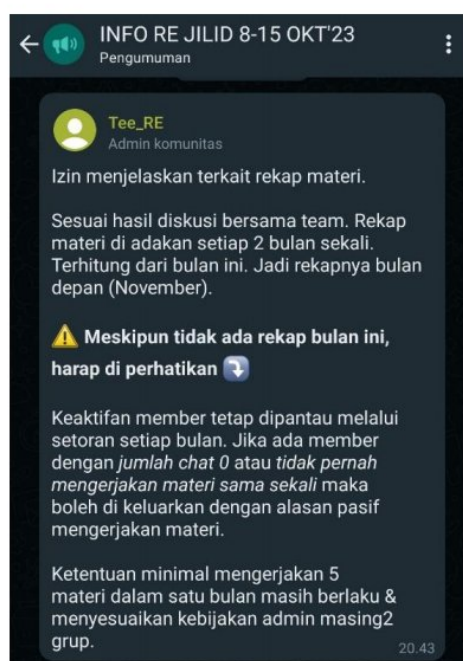 INFO RE JILID 8-15 OKT'23
Pengumuman
Tee_RE
Admin komunitas
Izin menjelaskan terkait rekap materi.
Sesuai hasil diskusi bersama team. Rekap
materi di adakan setiap 2 bulan sekali.
Terhitung dari bulan ini. Jadi rekapnya bulan
depan (November).
⚠️ Meskipun tidak ada rekap bulan ini,
harap di perhatikan ⤵️
Keaktifan member tetap dipantau melalui
setoran setiap bulan. Jika ada member
dengan jumlah chat 0 atau tidak pernah
mengerjakan materi sama sekali maka
boleh di keluarkan dengan alasan pasif
mengerjakan materi.
Ketentuan minimal mengerjakan 5
materi dalam satu bulan masih berlaku &
menyesuaikan kebijakan admin masing2
grup.
20.43